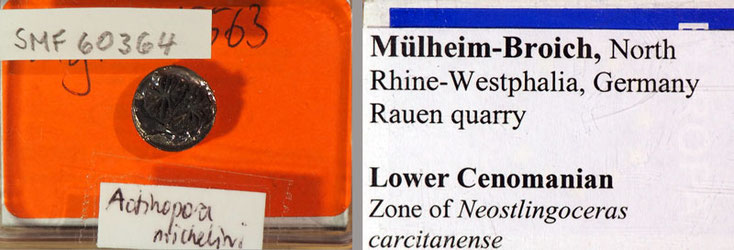 SMF 60364
563
Actinopora
michelini
Mülheim-Broich, North
Rhine-Westphalia, Germany
Rauen quarry
Lower Cenomanian
Zone of Neostlingoceras
carcitanense